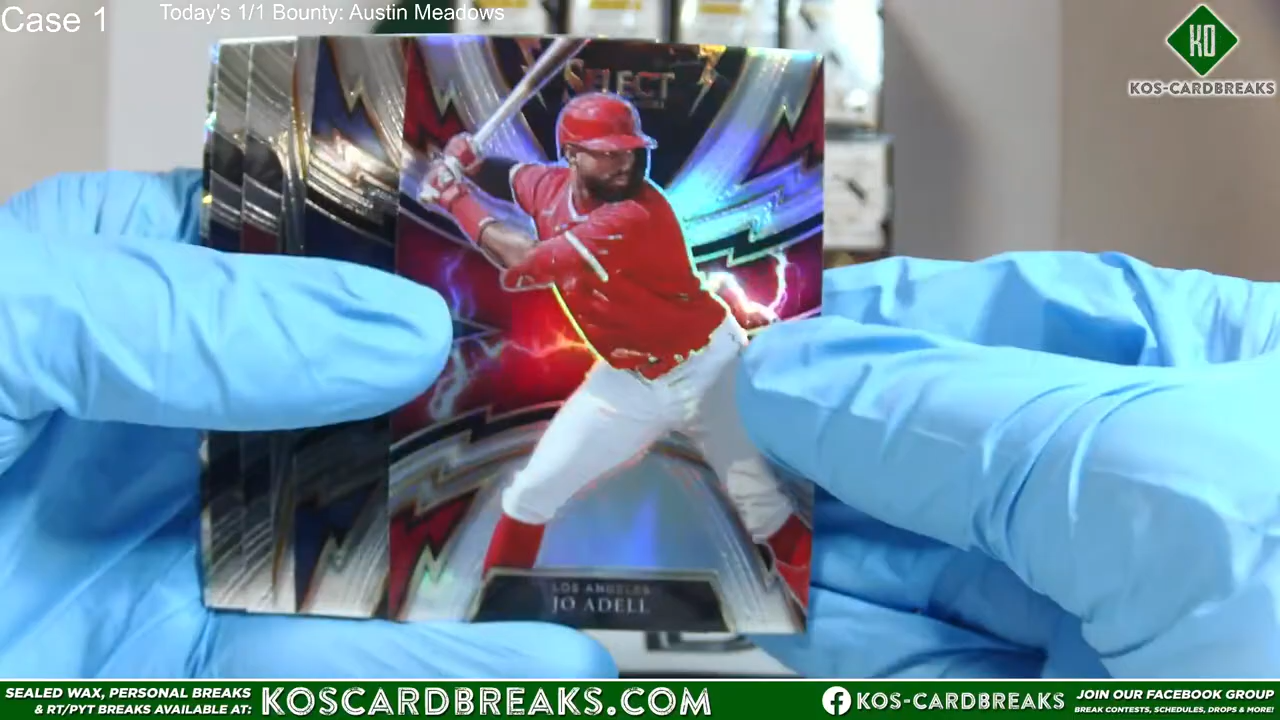 Case 1
Today's 1/1 Bounty: Austin Meadows
KO
KOS-CARDBREAKS
SELECT
LOS ANGELES
JO ADELL
SEALED WAX, PERSONAL BREAKS
& RT/PYT BREAKS AVAILABLE AT:
KOSCARDBREAKS.COM
KOS-CARDBREAKS
JOIN OUR FACEBOOK GROUP
BREAK CONTESTS, SCHEDULES, DROPS & MORE!